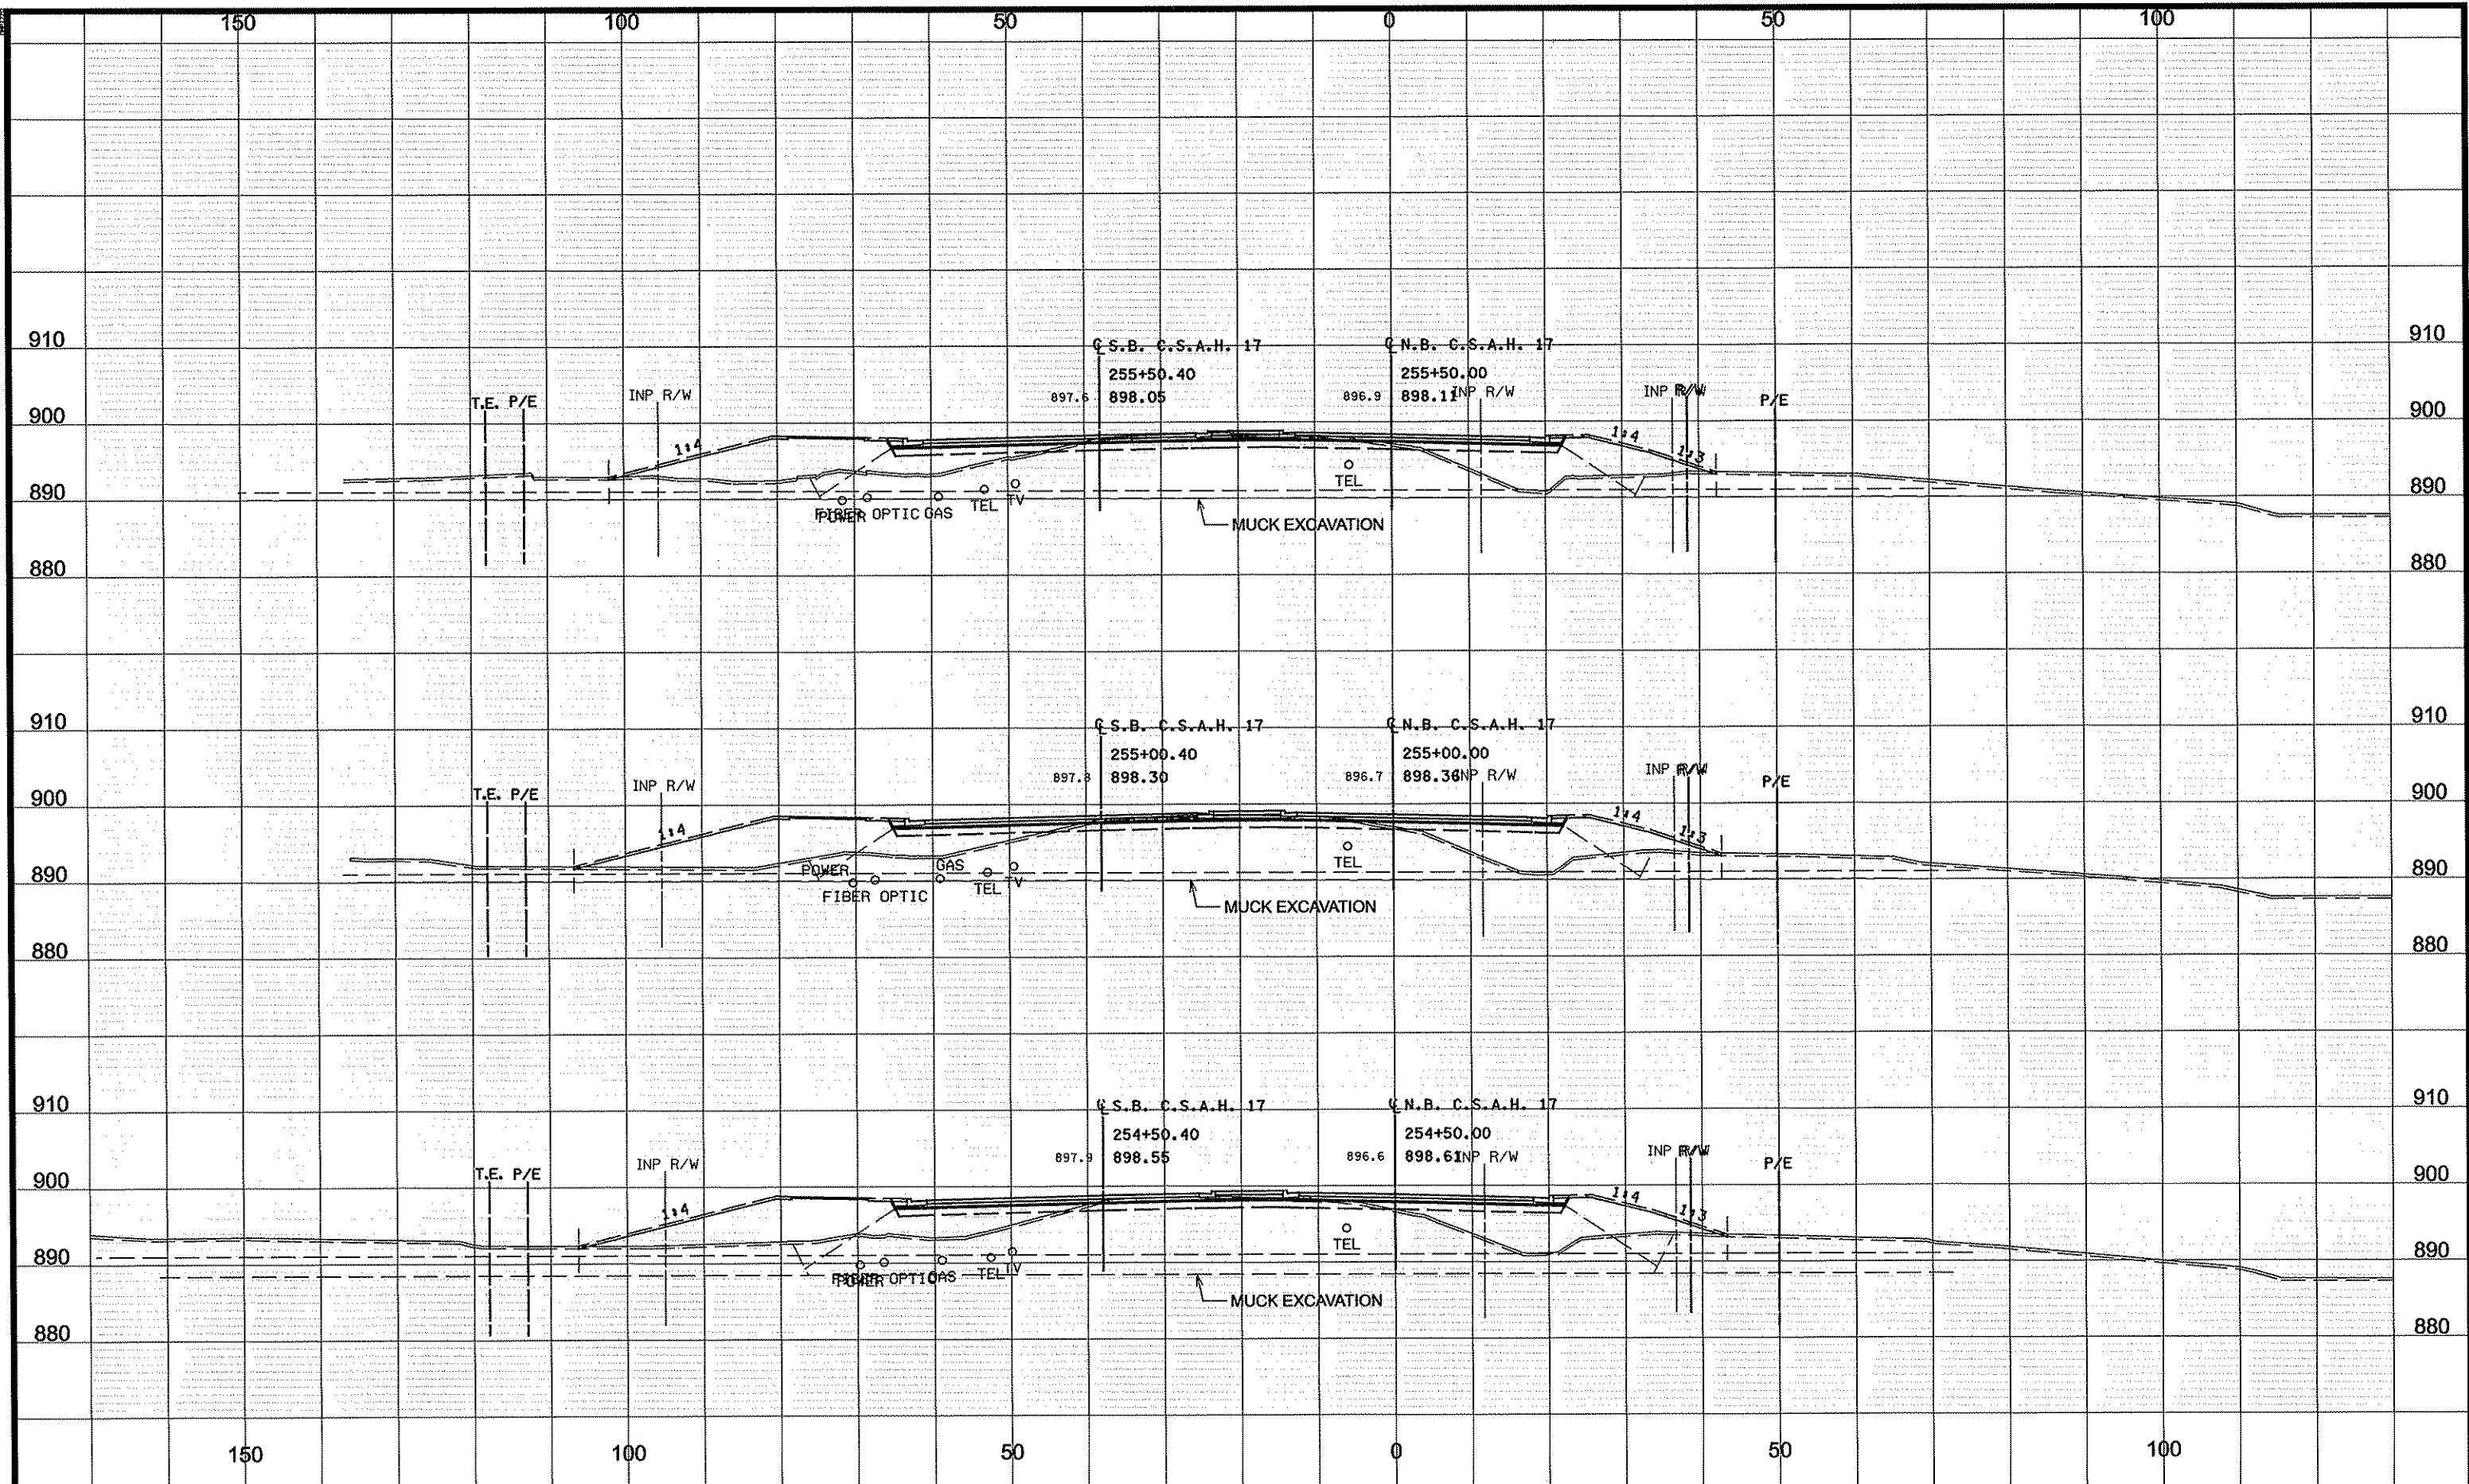 150 100 50 0 50 100
910 ℄ S.B. C.S.A.H. 17 ℄ N.B. C.S.A.H. 17 910
255+50.40 255+50.00
897.6 898.05 896.9 898.11 INP R/W
T.E. P/E INP R/W INP R/W R/W P/E
900 900
1:4 1:4
1:3
TEL
890 890
POWER FIBER OPTIC GAS TEL TV
MUCK EXCAVATION
880 880
910 ℄ S.B. C.S.A.H. 17 ℄ N.B. C.S.A.H. 17 910
255+00.40 255+00.00
897.8 898.30 896.7 898.36 INP R/W
T.E. P/E INP R/W INP R/W R/W P/E
900 900
1:4 1:4
1:3
POWER GAS TEL
890 890
FIBER OPTIC TEL TV
MUCK EXCAVATION
880 880
910 ℄ S.B. C.S.A.H. 17 ℄ N.B. C.S.A.H. 17 910
254+50.40 254+50.00
897.9 898.55 896.6 898.61 INP R/W
T.E. P/E INP R/W INP R/W R/W P/E
900 900
1:4 1:4
1:3
TEL
890 890
POWER FIBER OPTIC GAS TEL TV
MUCK EXCAVATION
880 880
150 100 50 0 50 100